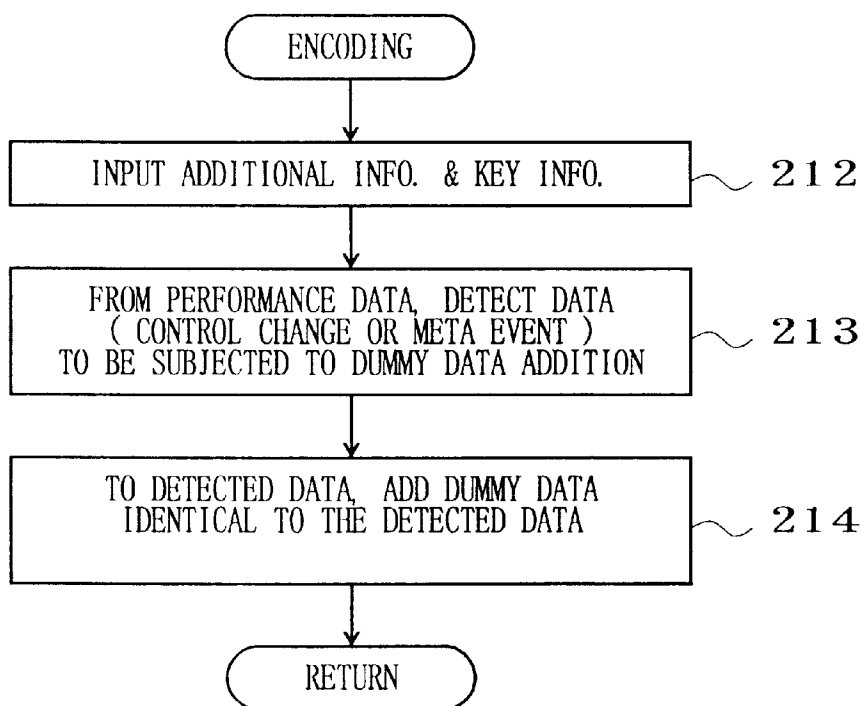 ENCODING
INPUT ADDITIONAL INFO. & KEY INFO.
212
FROM PERFORMANCE DATA, DETECT DATA
( CONTROL CHANGE OR META EVENT )
TO BE SUBJECTED TO DUMMY DATA ADDITION
213
TO DETECTED DATA, ADD DUMMY DATA
IDENTICAL TO THE DETECTED DATA
214
RETURN